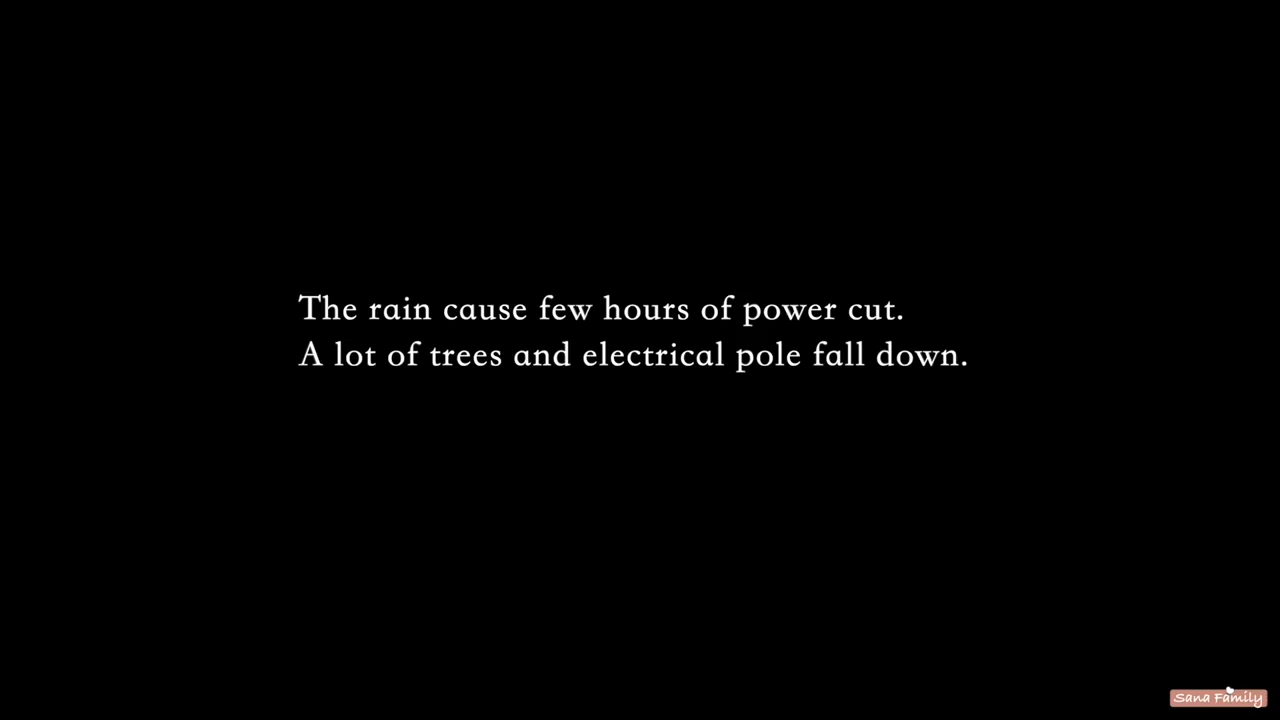 The rain cause few hours of power cut.
A lot of trees and electrical pole fall down.
Sana Family